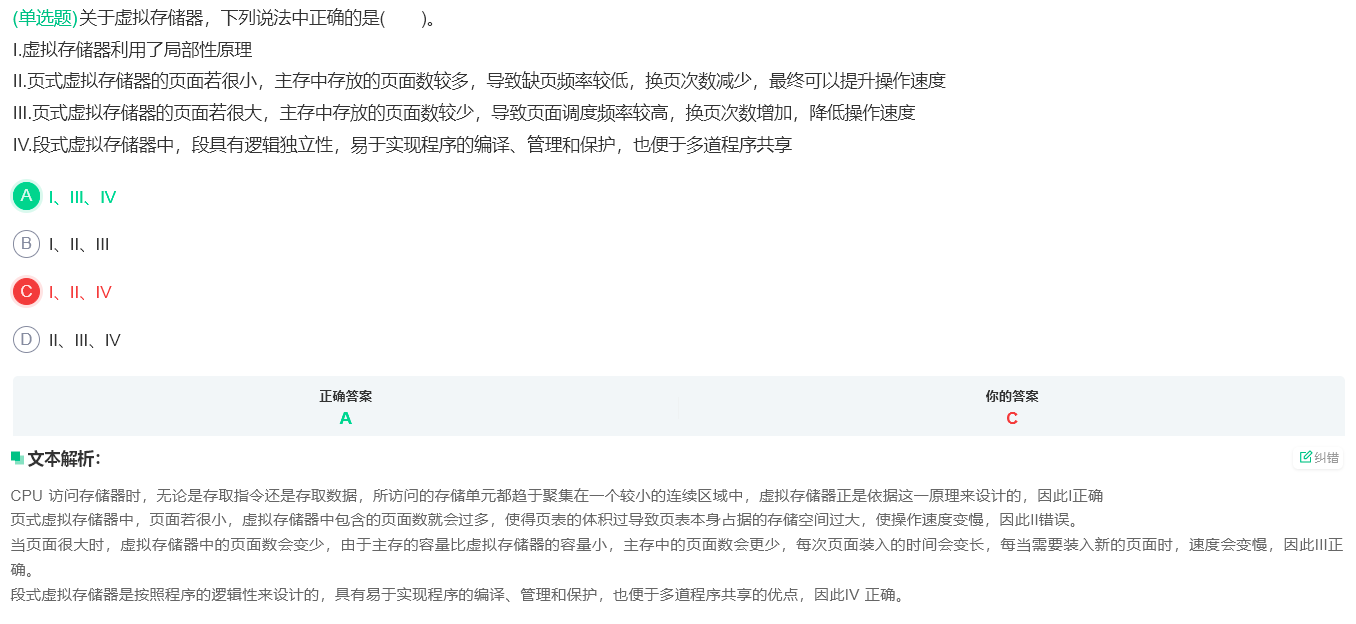 (单选题)关于虚拟存储器，下列说法中正确的是(　　)。
I.虚拟存储器利用了局部性原理
II.页式虚拟存储器的页面若很小，主存中存放的页面数较多，导致缺页频率较低，换页次数减少，最终可以提升操作速度
III.页式虚拟存储器的页面若很大，主存中存放的页面数较少，导致页面调度频率较高，换页次数增加，降低操作速度
IV.段式虚拟存储器中，段具有逻辑独立性，易于实现程序的编译、管理和保护，也便于多道程序共享
A I、III、IV
B I、II、III
C I、II、IV
D II、III、IV
正确答案 你的答案
A C
文本解析： 纠错
CPU 访问存储器时，无论是存取指令还是存取数据，所访问的存储单元都趋于聚集在一个较小的连续区域中，虚拟存储器正是依据这一原理来设计的，因此I正确
页式虚拟存储器中，页面若很小，虚拟存储器中包含的页面数就会过多，使得页表的体积过导致页表本身占据的存储空间过大，使操作速度变慢，因此II错误。
当页面很大时，虚拟存储器中的页面数会变少，由于主存的容量比虚拟存储器的容量小，主存中的页面数会更少，每次页面装入的时间会变长，每当需要装入新的页面时，速度会变慢，因此III正
确。
段式虚拟存储器是按照程序的逻辑性来设计的，具有易于实现程序的编译、管理和保护，也便于多道程序共享的优点，因此IV 正确。